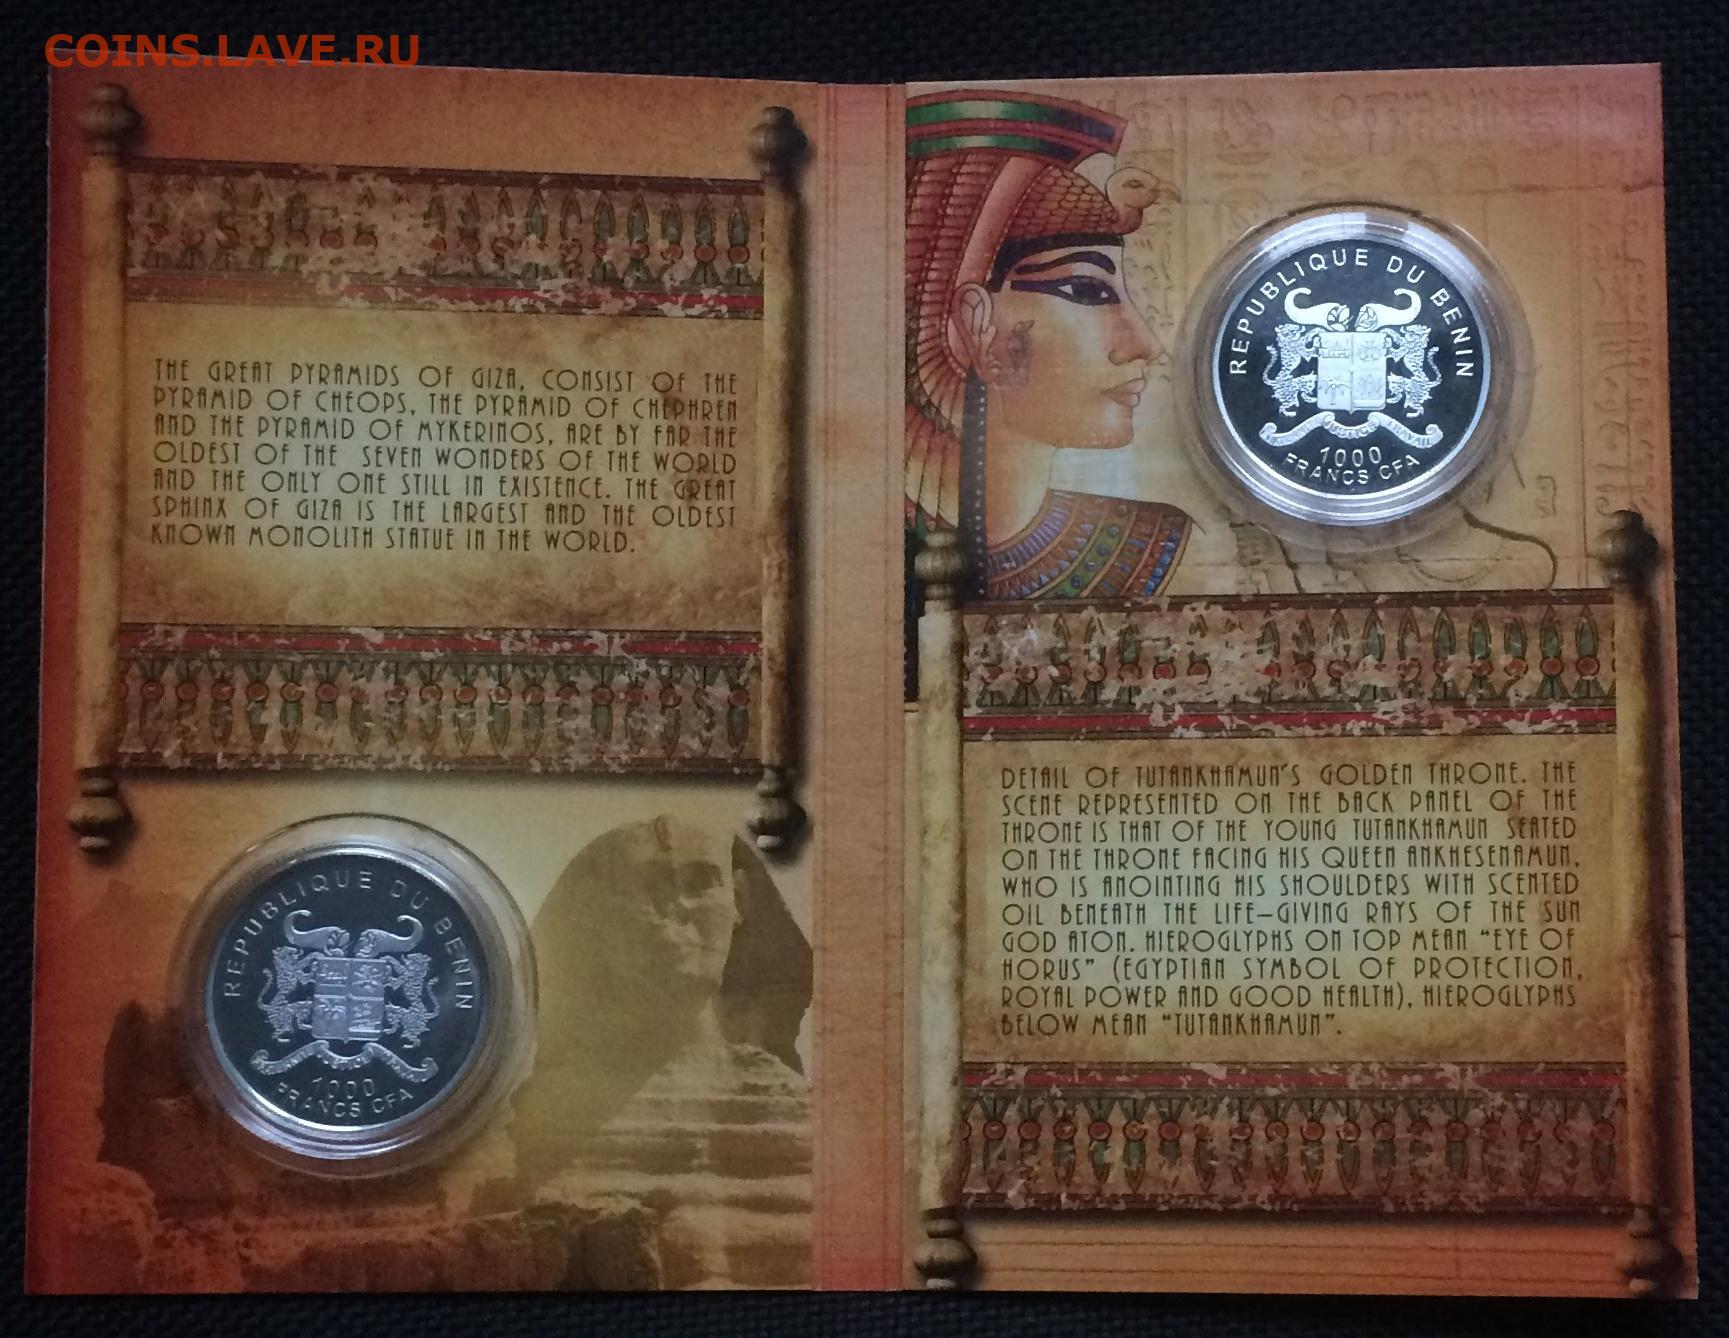 COINS.LAVE.RU
THE GREAT PYRAMIDS OF GIZA, CONSIST OF THE
PYRAMID OF CHEOPS, THE PYRAMID OF CHEPHREN
AND THE PYRAMID OF MYKERINOS, ARE BY FAR THE
OLDEST OF THE SEVEN WONDERS OF THE WORLD
AND THE ONLY ONE STILL IN EXISTENCE. THE GREAT
SPHINX OF GIZA IS THE LARGEST AND THE OLDEST
KNOWN MONOLITH STATUE IN THE WORLD.
REPUBLIQUE DU BENIN
1000
FRANCS CFA
REPUBLIQUE DU BENIN
JUSTICE TRAVAIL
1000
FRANCS CFA
DETAIL OF TUTANKHAMUN'S GOLDEN THRONE. THE
SCENE REPRESENTED ON THE BACK PANEL OF THE
THRONE IS THAT OF THE YOUNG TUTANKHAMUN SEATED
ON THE THRONE FACING HIS QUEEN ANKHESENAMUN,
WHO IS ANOINTING HIS SHOULDERS WITH SCENTED
OIL BENEATH THE LIFE-GIVING RAYS OF THE SUN
GOD ATON. HIEROGLYPHS ON TOP MEAN "EYE OF
HORUS" (EGYPTIAN SYMBOL OF PROTECTION,
ROYAL POWER AND GOOD HEALTH), HIEROGLYPHS
BELOW MEAN "TUTANKHAMUN".